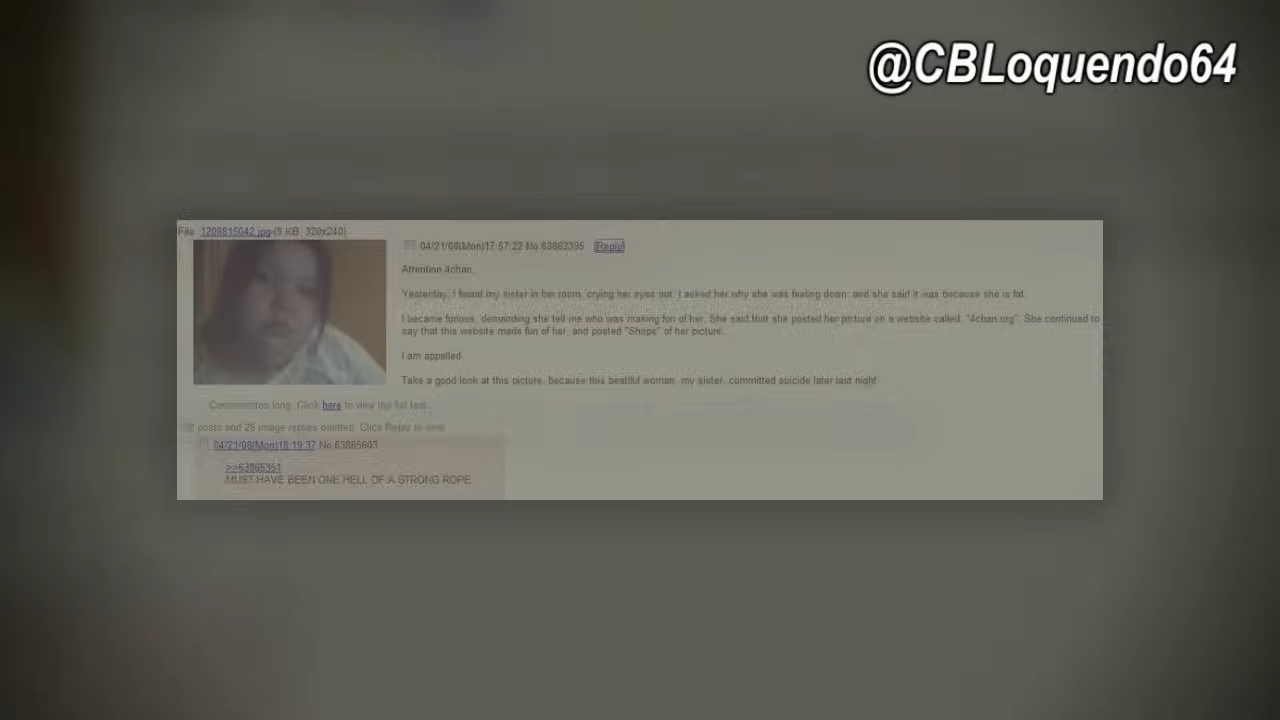 @CBLoquendo64
File 1208815042.jpg-(9 KB, 320x240)
04/21/08(Mon)17:57:22 No.63862395 [Reply]
Attention 4chan,
Yesterday, I found my sister in her room, crying her eyes out. I asked her why she was feeling down, and she said it was because she is fat.
I became furious, demanding she tell me who was making fun of her. She said that she posted her picture on a website called, "4chan.org". She continued to
say that this website made fun of her, and posted "Shops" of her picture.
I am appalled.
Take a good look at this picture, because this beatiful woman, my sister, committed suicide later last night.
Comment too long. Click here to view the full text.
posts and 25 image replies omitted. Click Reply to view.
04/21/08(Mon)18:19:37 No.63865603
>>63865351
MUST HAVE BEEN ONE HELL OF A STRONG ROPE.